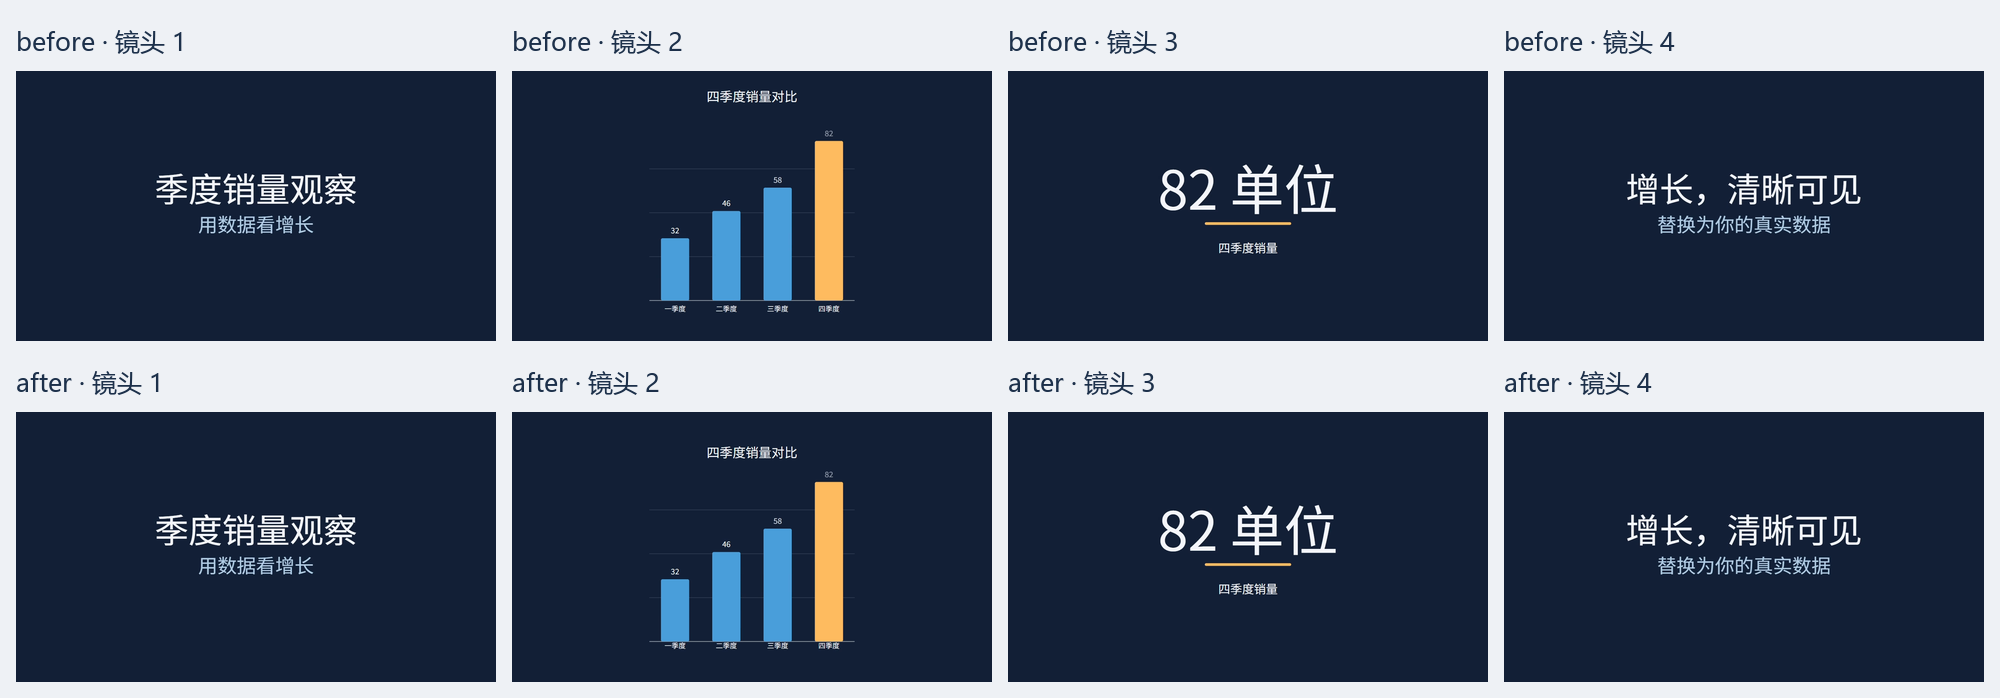 before · 镜头 1
before · 镜头 2
before · 镜头 3
before · 镜头 4
季度销量观察
用数据看增长
四季度销量对比
32
46
58
82
一季度
二季度
三季度
四季度
82 单位
四季度销量
增长，清晰可见
替换为你的真实数据
after · 镜头 1
after · 镜头 2
after · 镜头 3
after · 镜头 4
季度销量观察
用数据看增长
四季度销量对比
32
46
58
82
一季度
二季度
三季度
四季度
82 单位
四季度销量
增长，清晰可见
替换为你的真实数据